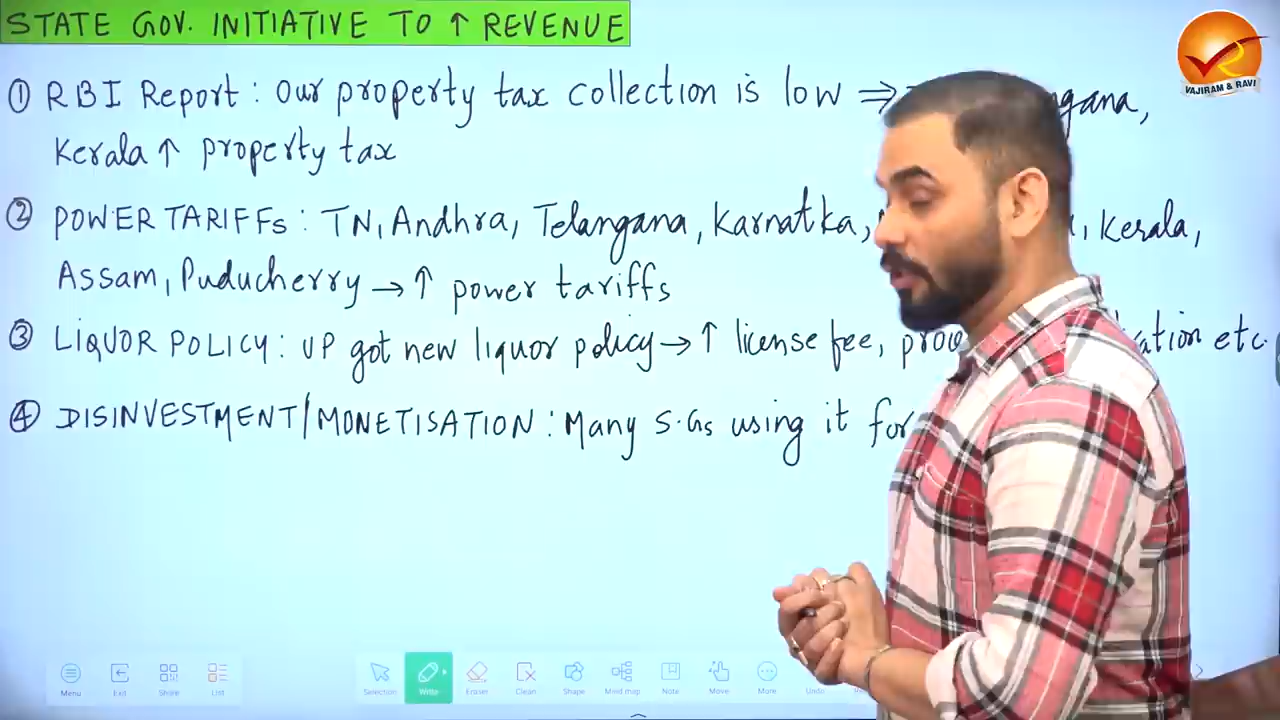 STATE GOV. INITIATIVE TO ↑ REVENUE
VAJIRAM & RAVI
① RBI Report : Our property tax collection is low ⇒
Kerala ↑ property tax
② POWER TARIFFs : TN, Andhra, Telangana, Karnatka, Kerala,
Assam, Puducherry → ↑ power tariffs
③ LIQUOR POLICY : UP got new liquor policy → ↑ license fee, etc.
④ DISINVESTMENT/MONETISATION : Many S.Gs using it for
Menu
Exit
Share
List
Selection
Write
Eraser
Clean
Shape
Mind map
Note
Move
More
Undo